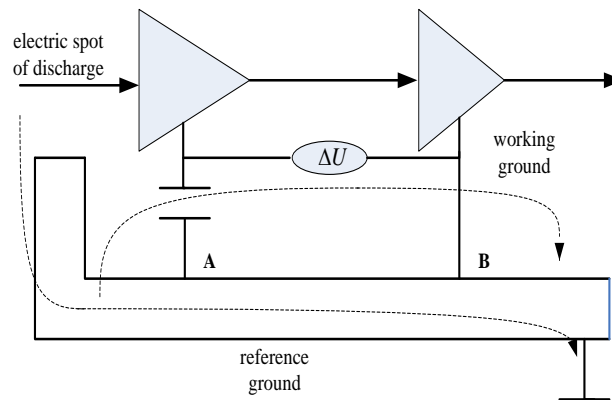 electric spot
of discharge
ΔU
working
ground
A
B
reference
ground